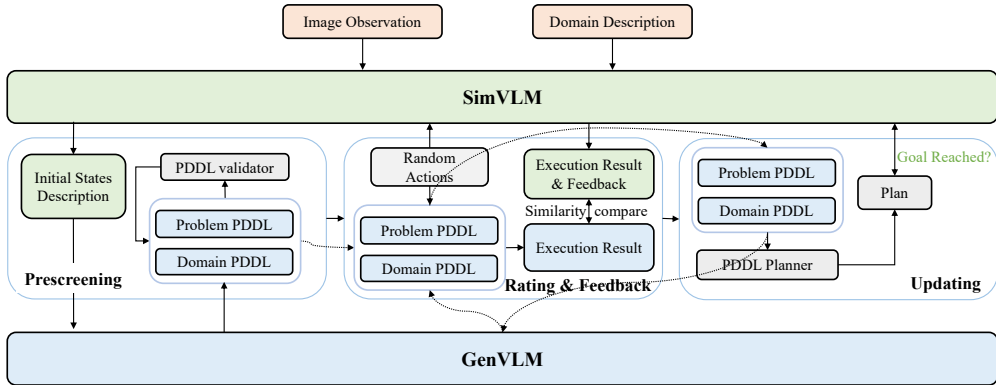 Image Observation
Domain Description
SimVLM
Initial States
Description
PDDL validator
Problem PDDL
Domain PDDL
Prescreening
Random
Actions
Problem PDDL
Domain PDDL
Execution Result
& Feedback
Similarity compare
Execution Result
Rating & Feedback
Problem PDDL
Domain PDDL
PDDL Planner
Goal Reached?
Plan
Updating
GenVLM